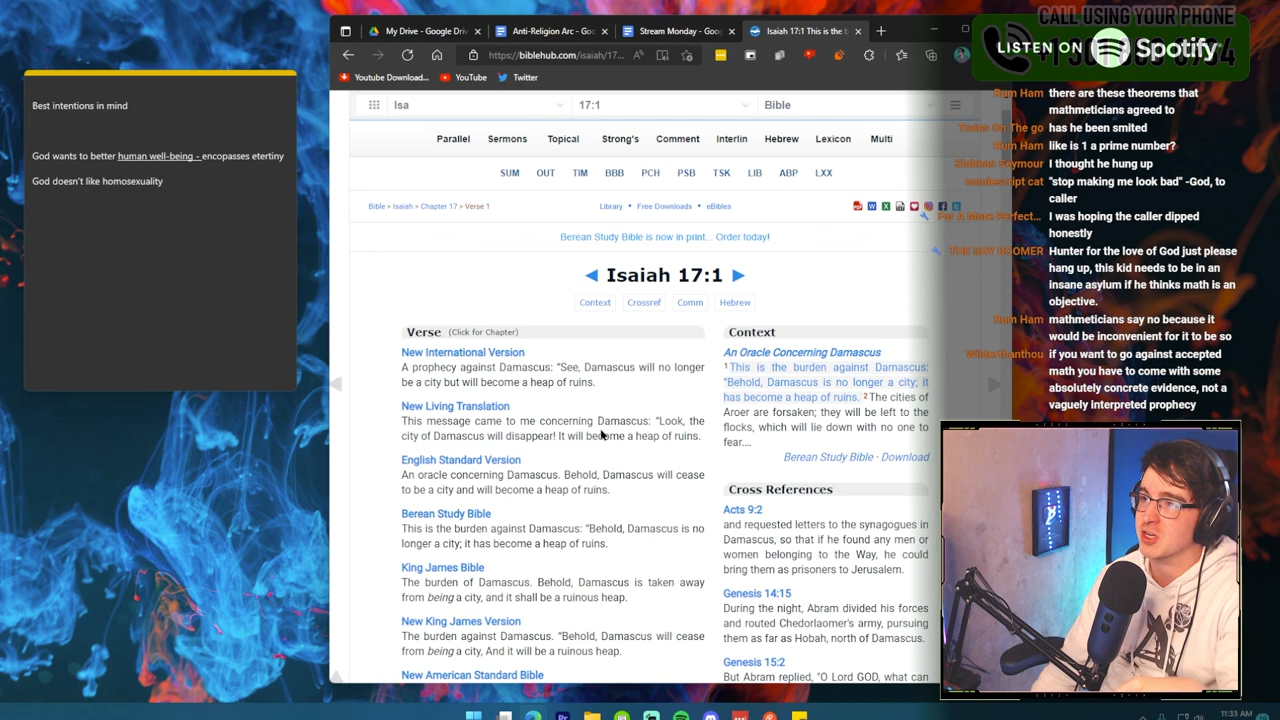 Best intentions in mind
God wants to better human well-being - encopasses etertiny
God doesn't like homosexuality
My Drive - Google Driv
Anti-Religion Arc - Goo
Stream Monday - Goog
Isaiah 17:1 This is the b
https://biblehub.com/isaiah/17...
Youtube Download...
YouTube
Twitter
Isa
17:1
Bible
Parallel Sermons Topical Strong's Comment Interlin Hebrew Lexicon Multi
SUM OUT TIM BBB PCH PSB TSK LIB ABP LXX
Bible > Isaiah > Chapter 17 > Verse 1
Library • Free Downloads • eBibles
Berean Study Bible is now in print... Order today!
◄ Isaiah 17:1 ►
Context Crossref Comm Hebrew
Verse (Click for Chapter)
New International Version
A prophecy against Damascus: "See, Damascus will no longer
be a city but will become a heap of ruins.
New Living Translation
This message came to me concerning Damascus: "Look, the
city of Damascus will disappear! It will become a heap of ruins.
English Standard Version
An oracle concerning Damascus. Behold, Damascus will cease
to be a city and will become a heap of ruins.
Berean Study Bible
This is the burden against Damascus: "Behold, Damascus is no
longer a city; it has become a heap of ruins.
King James Bible
The burden of Damascus. Behold, Damascus is taken away
from being a city, and it shall be a ruinous heap.
New King James Version
The burden against Damascus. "Behold, Damascus will cease
from being a city, And it will be a ruinous heap.
New American Standard Bible
Context
An Oracle Concerning Damascus
1 This is the burden against Damascus:
"Behold, Damascus is no longer a city; it
has become a heap of ruins. 2 The cities of
Aroer are forsaken; they will be left to the
flocks, which will lie down with no one to
fear....
Berean Study Bible · Download
Cross References
Acts 9:2
and requested letters to the synagogues in
Damascus, so that if he found any men or
women belonging to the Way, he could
bring them as prisoners to Jerusalem.
Genesis 14:15
During the night, Abram divided his forces
and routed Chedorlaomer's army, pursuing
them as far as Hobah, north of Damascus.
Genesis 15:2
But Abram replied, "O Lord GOD, what can
CALL USING YOUR PHONE
LISTEN ON Spotify
Rum Ham there are these theorems that
mathmeticians agreed to
On The go has he been smited
Rum Ham like is 1 a prime number?
Seymour I thought he hung up
nondescript cat "stop making me look bad" -God, to
caller
For A More Perfect... I was hoping the caller dipped
honestly
THE SHY BOOMER Hunter for the love of God just please
hang up, this kid needs to be in an
insane asylum if he thinks math is an
objective.
Rum Ham mathmeticians say no because it
would be inconvenient for it to be so
Wilderthanthou if you want to go against accepted
math you have to come with some
absolutely concrete evidence, not a
vaguely interpreted prophecy
11:33 AM